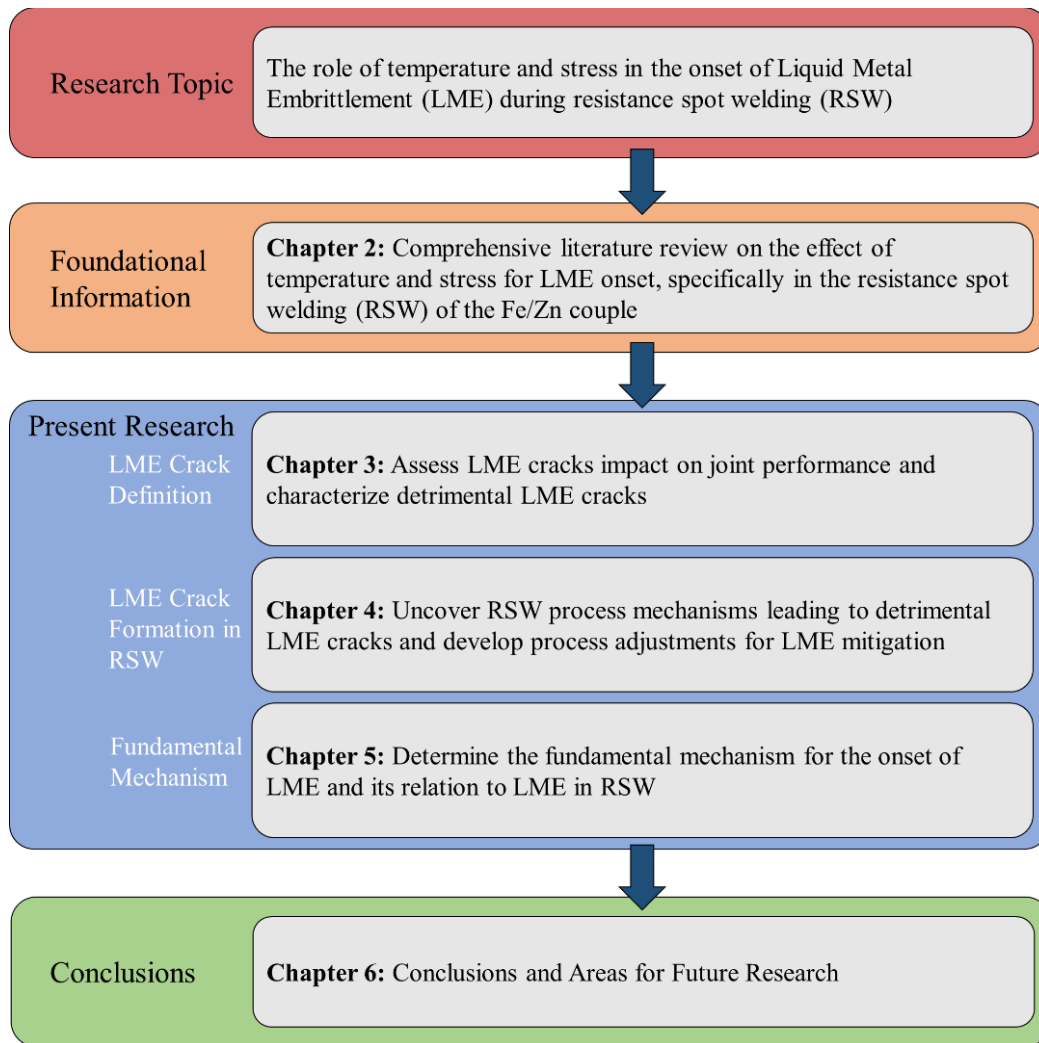 Research Topic
The role of temperature and stress in the onset of Liquid Metal
Embrittlement (LME) during resistance spot welding (RSW)
Foundational
Information
Chapter 2: Comprehensive literature review on the effect of
temperature and stress for LME onset, specifically in the resistance spot
welding (RSW) of the Fe/Zn couple
Present Research
LME Crack
Definition
Chapter 3: Assess LME cracks impact on joint performance and
characterize detrimental LME cracks
LME Crack
Formation in
RSW
Chapter 4: Uncover RSW process mechanisms leading to detrimental
LME cracks and develop process adjustments for LME mitigation
Fundamental
Mechanism
Chapter 5: Determine the fundamental mechanism for the onset of
LME and its relation to LME in RSW
Conclusions
Chapter 6: Conclusions and Areas for Future Research